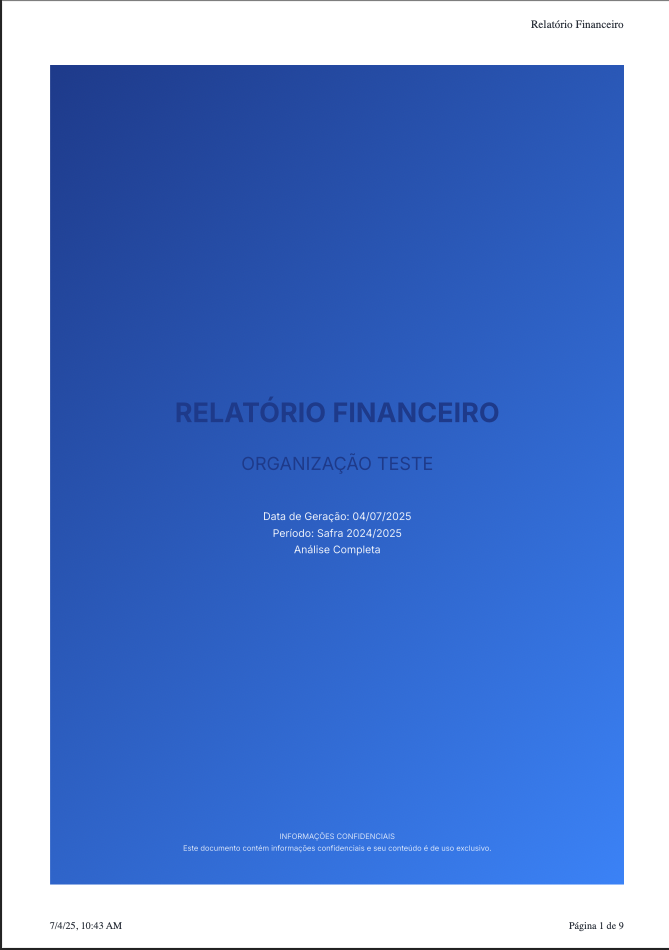 Relatório Financeiro
RELATÓRIO FINANCEIRO
ORGANIZAÇÃO TESTE
Data de Geração: 04/07/2025
Período: Safra 2024/2025
Análise Completa
INFORMAÇÕES CONFIDENCIAIS
Este documento contém informações confidenciais e seu conteúdo é de uso exclusivo.
7/4/25, 10:43 AM
Página 1 de 9